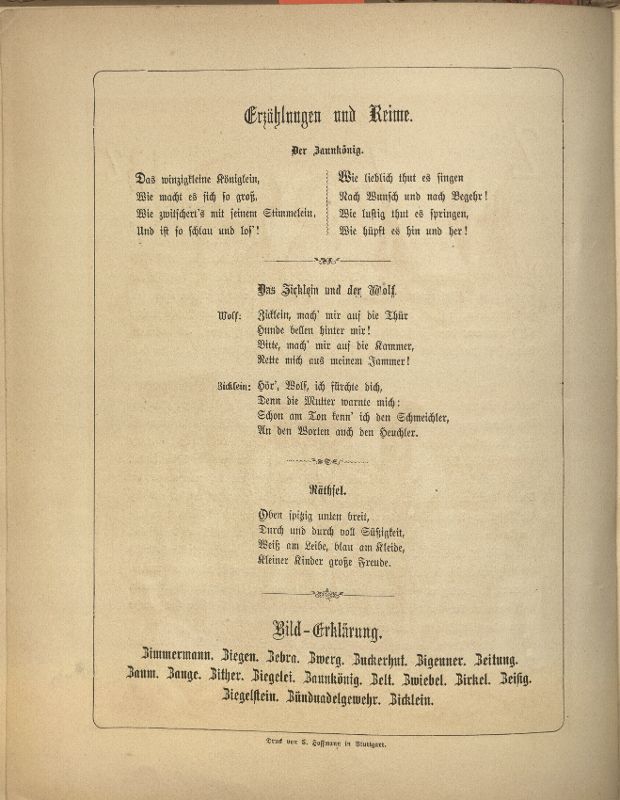 Erzählungen und Reime.
Der Zaunkönig.
Das winzigkleine Königlein,
Wie macht es sich so groß,
Wie zwitschert's mit seinem Stimmelein,
Und ist so schlau und los'!
Wie lieblich thut es singen
Nach Wunsch und nach Begehr!
Wie lustig thut es springen,
Wie hüpft es hin und her!
Das Zicklein und der Wolf.
Wolf: Zicklein, mach' mir auf die Thür
Hunde bellen hinter mir!
Bitte, mach' mir auf die Kammer,
Rette mich aus meinem Jammer!
Zicklein: Hör', Wolf, ich fürchte dich,
Denn die Mutter warnte mich:
Schon am Ton kenn' ich den Schmeichler,
An den Worten auch den Heuchler.
Räthsel.
Oben spitzig unten breit,
Durch und durch voll Süßigkeit,
Weiß am Leibe, blau am Kleide,
Kleiner Kinder große Freude.
Bild-Erklärung.
Zimmermann. Ziegen. Zebra. Zwerg. Zuckerhut. Zigeuner. Zeitung.
Zaum. Zange. Zither. Ziegelei. Zaunkönig. Zelt. Zwiebel. Zirkel. Zeisig.
Ziegelstein. Zündnadelgewehr. Zicklein.
Druck von C. Hoffmann in Stuttgart.